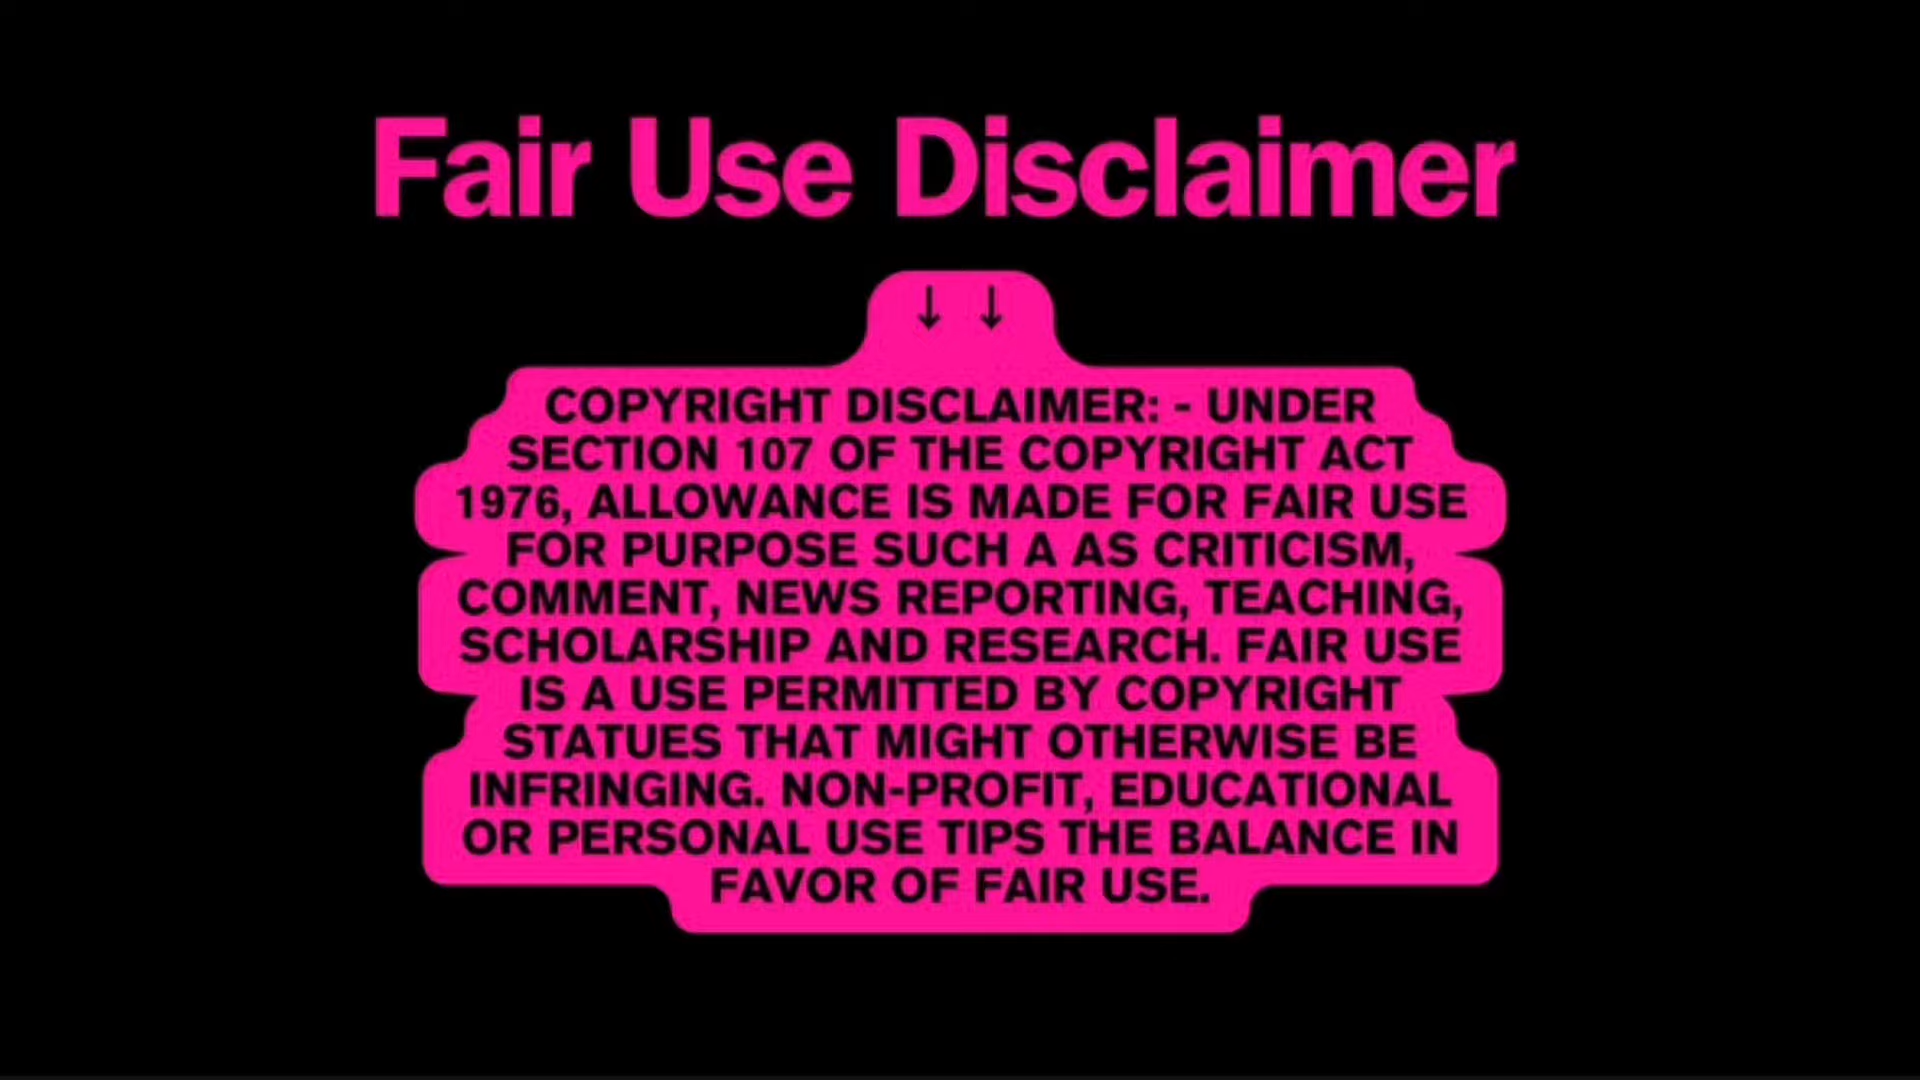 Fair Use Disclaimer
↓ ↓
COPYRIGHT DISCLAIMER: - UNDER
SECTION 107 OF THE COPYRIGHT ACT
1976, ALLOWANCE IS MADE FOR FAIR USE
FOR PURPOSE SUCH A AS CRITICISM,
COMMENT, NEWS REPORTING, TEACHING,
SCHOLARSHIP AND RESEARCH. FAIR USE
IS A USE PERMITTED BY COPYRIGHT
STATUES THAT MIGHT OTHERWISE BE
INFRINGING. NON-PROFIT, EDUCATIONAL
OR PERSONAL USE TIPS THE BALANCE IN
FAVOR OF FAIR USE.